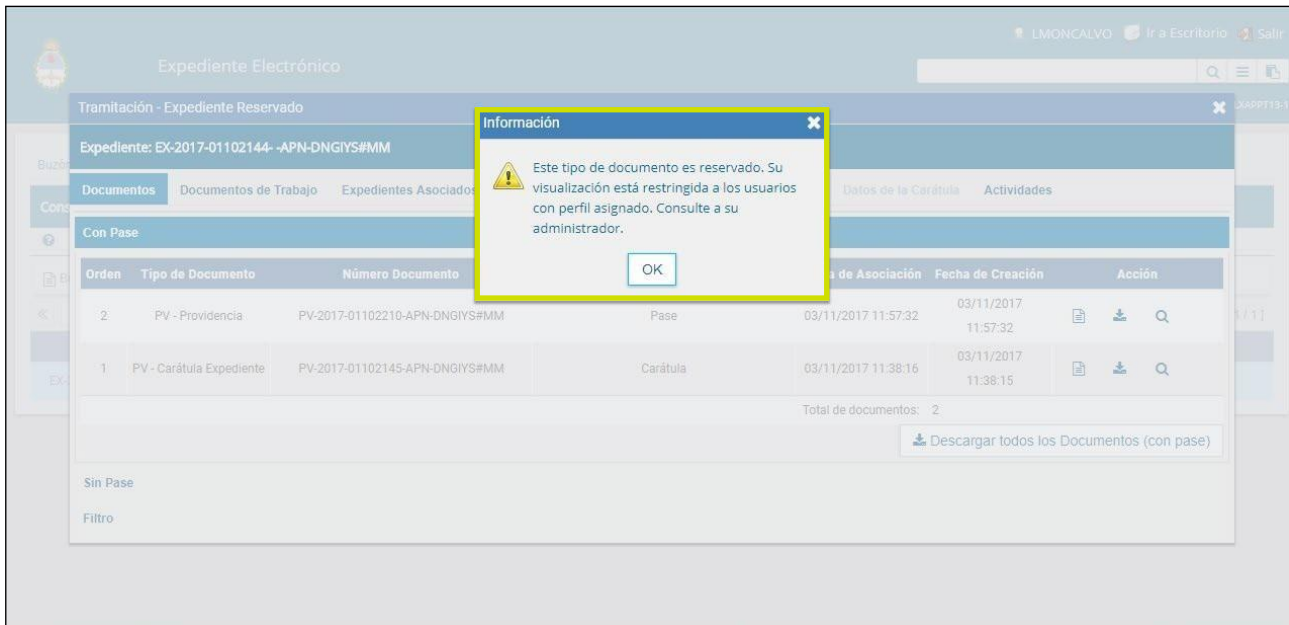 LMONCALVO Ir a Escritorio Salir
Expediente Electrónico
Tramitación - Expediente Reservado
Expediente: EX-2017-01102144- -APN-DNGIYS#MM
Documentos Documentos de Trabajo Expedientes Asociados Datos de la Carátula Actividades
Información
Este tipo de documento es reservado. Su
visualización está restringida a los usuarios
con perfil asignado. Consulte a su
administrador.
OK
Con Pase
Orden Tipo de Documento Número Documento de Asociación Fecha de Creación Acción
2 PV - Providencia PV-2017-01102210-APN-DNGIYS#MM Pase 03/11/2017 11:57:32 03/11/2017
11:57:32
1 PV - Carátula Expediente PV-2017-01102145-APN-DNGIYS#MM Carátula 03/11/2017 11:38:16 03/11/2017
11:38:15
Total de documentos: 2
Descargar todos los Documentos (con pase)
Sin Pase
Filtro